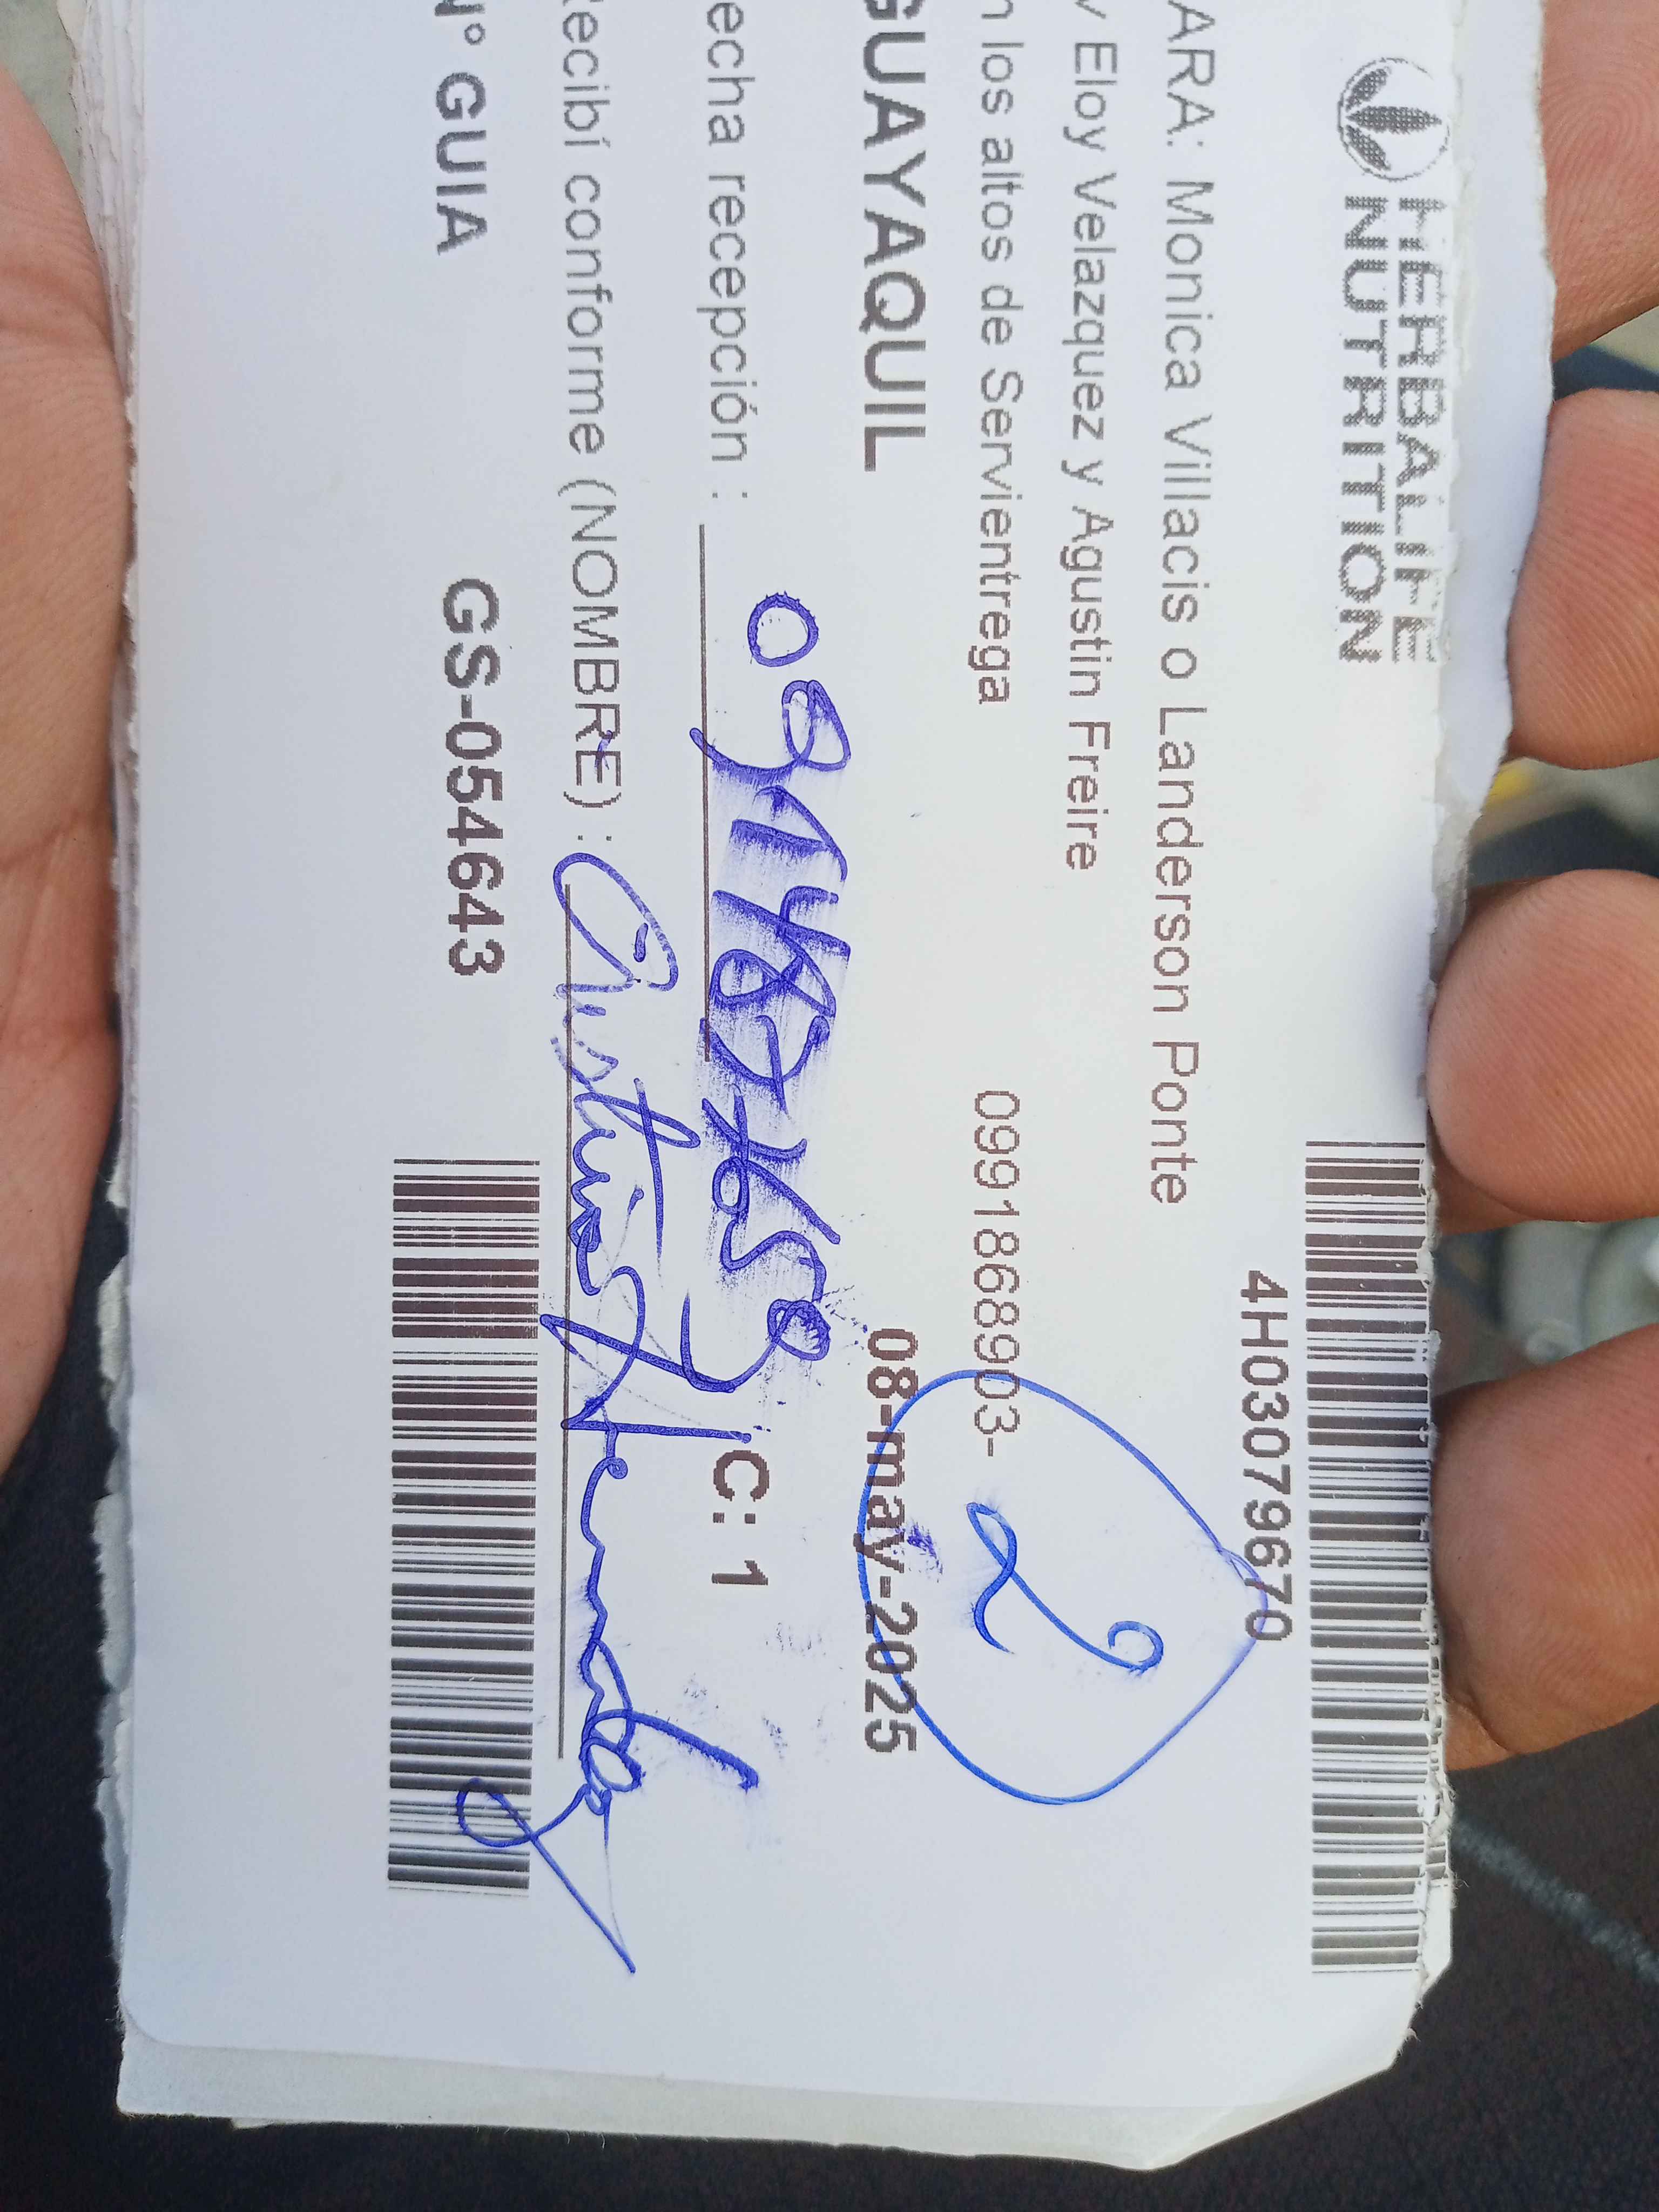 HERBALIFE
NUTRITION
4H03079670
ARA: Monica Villacis o Landerson Ponte
v Eloy Velazquez y Agustin Freire
n los altos de Servientrega 0991868903-
2
GUAYAQUIL 08-may-2025
echa recepción : C: 1
ecibí conforme (NOMBRE) :
N° GUIA GS-054643